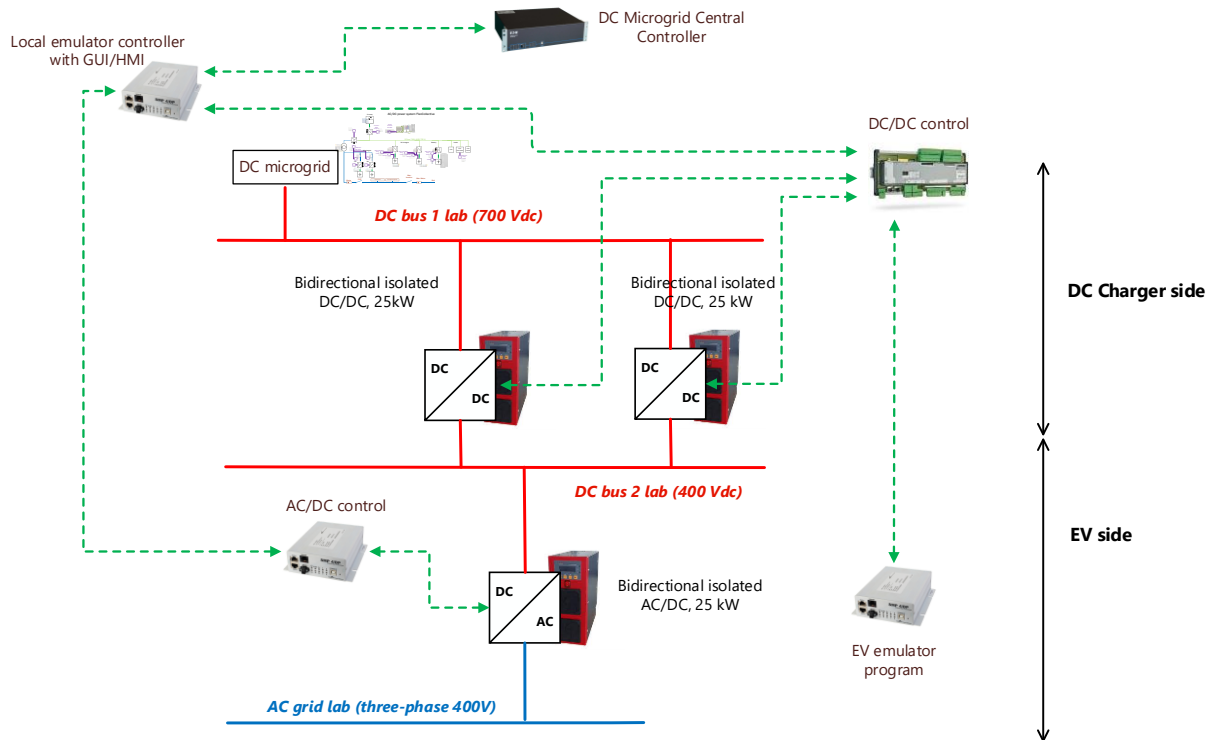 DC Microgrid Central
Controller
Local emulator controller
with GUI/HMI
DC/DC control
DC microgrid
DC bus 1 lab (700 Vdc)
Bidirectional isolated
DC/DC, 25kW
Bidirectional isolated
DC/DC, 25 kW
DC Charger side
DC
DC
DC
DC
DC bus 2 lab (400 Vdc)
AC/DC control
EV side
DC
AC
Bidirectional isolated
AC/DC, 25 kW
EV emulator
program
AC grid lab (three-phase 400V)